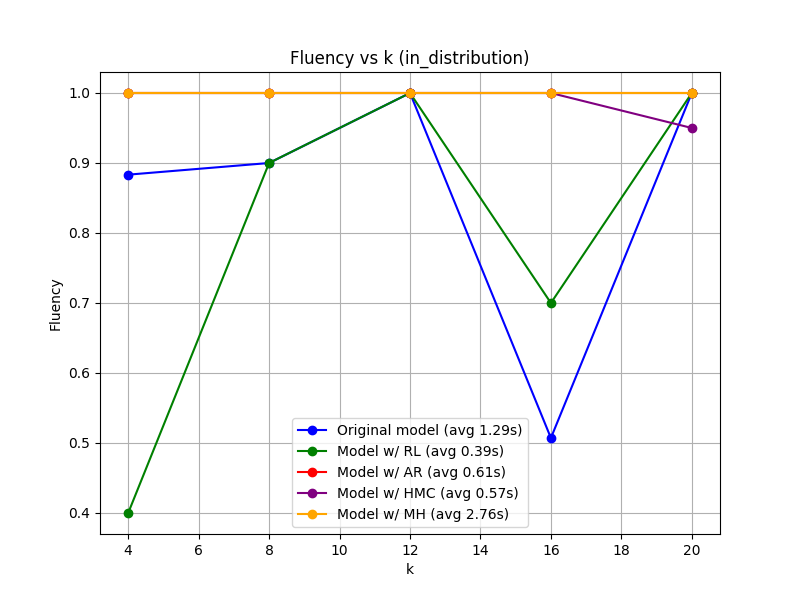 Fluency vs k (in_distribution)
1.0
0.9
0.8
0.7
0.6
0.5
0.4
Fluency
Original model (avg 1.29s)
Model w/ RL (avg 0.39s)
Model w/ AR (avg 0.61s)
Model w/ HMC (avg 0.57s)
Model w/ MH (avg 2.76s)
4 6 8 10 12 14 16 18 20
k